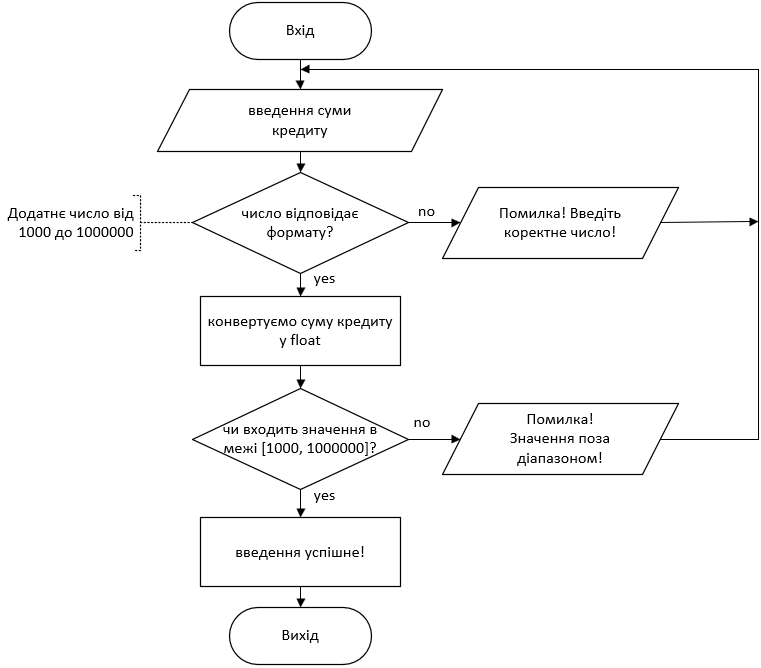 Вхід
введення суми
кредиту
Додатнє число від
1000 до 1000000
число відповідає
формату?
no
Помилка! Введіть
коректне число!
yes
конвертуємо суму кредиту
у float
чи входить значення в
межі [1000, 1000000]?
no
Помилка!
Значення поза
діапазоном!
yes
введення успішне!
Вихід